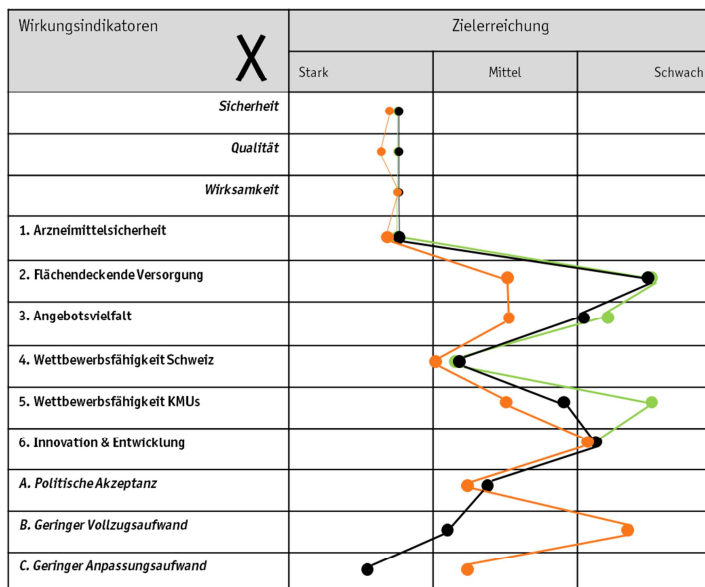 Wirkungsindikatoren
X
Zielerreichung
Stark
Mittel
Schwach
Sicherheit
Qualität
Wirksamkeit
1. Arzneimittelsicherheit
2. Flächendeckende Versorgung
3. Angebotsvielfalt
4. Wettbewerbsfähigkeit Schweiz
5. Wettbewerbsfähigkeit KMUs
6. Innovation & Entwicklung
A. Politische Akzeptanz
B. Geringer Vollzugsaufwand
C. Geringer Anpassungsaufwand